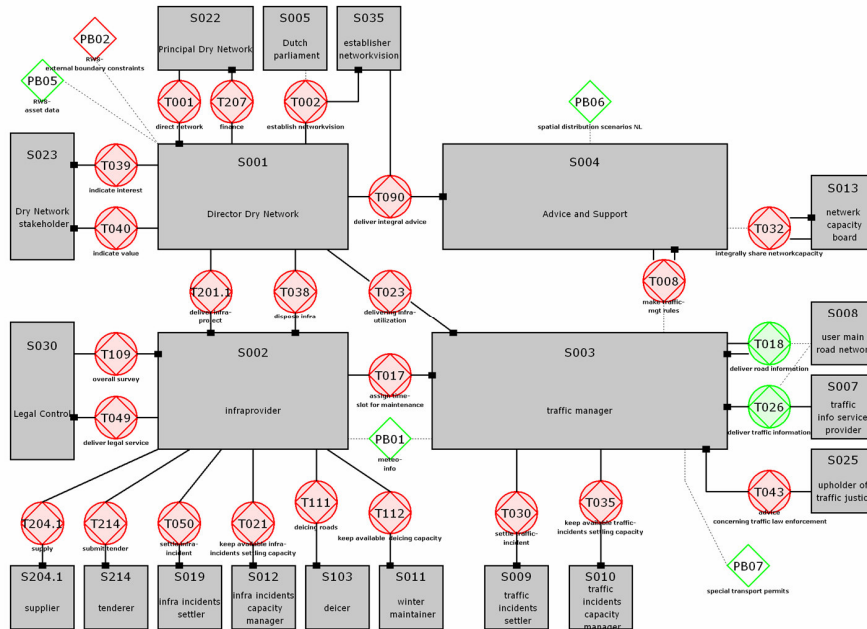 S022
Principal Dry Network
S005
Dutch
parliament
S035
establisher
networkvision
PB02
RWS-
external boundary constraints
PB05
RWS-
asset data
T001
direct network
T207
finance
T002
establish networkvision
PB06
spatial distribution scenarios NL
S023
Dry Network
stakeholder
T039
indicate interest
T040
indicate value
S001
Director Dry Network
T090
deliver integral advice
S004
Advice and Support
T032
integrally share networkcapacity
S013
netwerk
capacity
board
T201.1
deliver infra-
project
T038
dispose infra
T023
delivering infra-
utilization
T008
make traffic-
mgt rules
S030
Legal Control
T109
overall survey
T049
deliver legal service
S002
infraprovider
T017
assign time-
slot for maintenance
S003
traffic manager
T018
deliver road information
S008
user main
road network
T026
deliver traffic information
S007
traffic
info service
provider
PB01
meteo-
info
T043
advice
concerning traffic law enforcement
S025
upholder of
traffic justice
T204.1
supply
T214
submit tender
T050
settle infra-
incident
T021
keep available infra-
incidents settling capacity
T111
deicing roads
T112
keep available deicing capacity
T030
settle traffic-
incident
T035
keep available traffic-
incidents settling capacity
PB07
special transport permits
S204.1
supplier
S214
tenderer
S019
infra incidents
settler
S012
infra incidents
capacity
manager
S103
deicer
S011
winter
maintainer
S009
traffic
incidents
settler
S010
traffic
incidents
capacity
manager